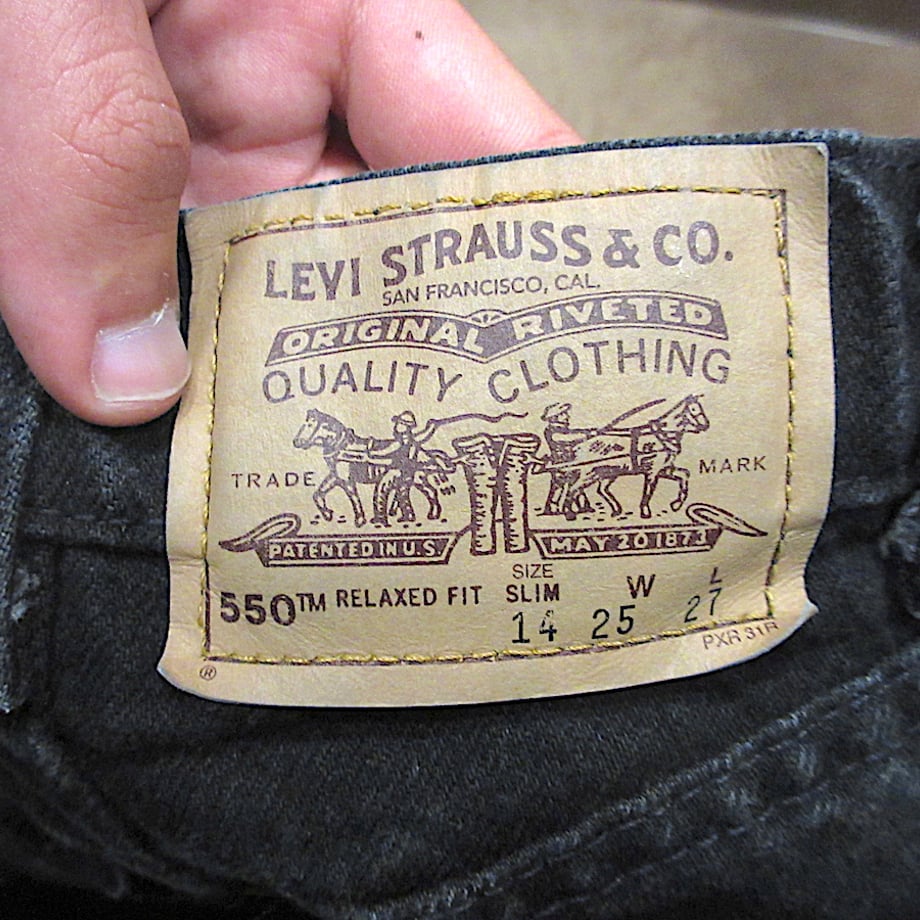 LEVI STRAUSS & CO.
SAN FRANCISCO, CAL.
ORIGINAL RIVETED
QUALITY CLOTHING
TRADE MARK
PATENTED IN U.S. MAY 20 1873
SIZE
550™ RELAXED FIT SLIM W L
14 25 27
PXR 31R
®